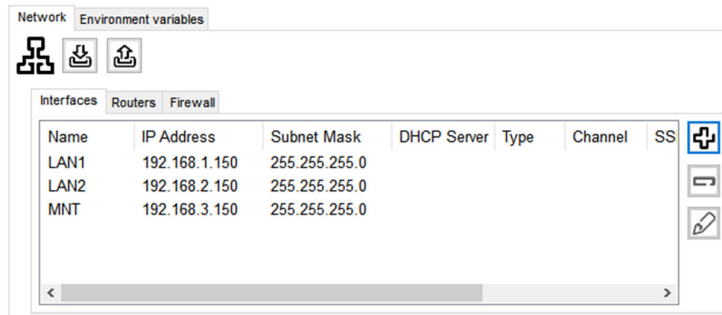 Network Environment variables
Interfaces Routers Firewall
Name IP Address Subnet Mask DHCP Server Type Channel SS
LAN1 192.168.1.150 255.255.255.0
LAN2 192.168.2.150 255.255.255.0
MNT 192.168.3.150 255.255.255.0